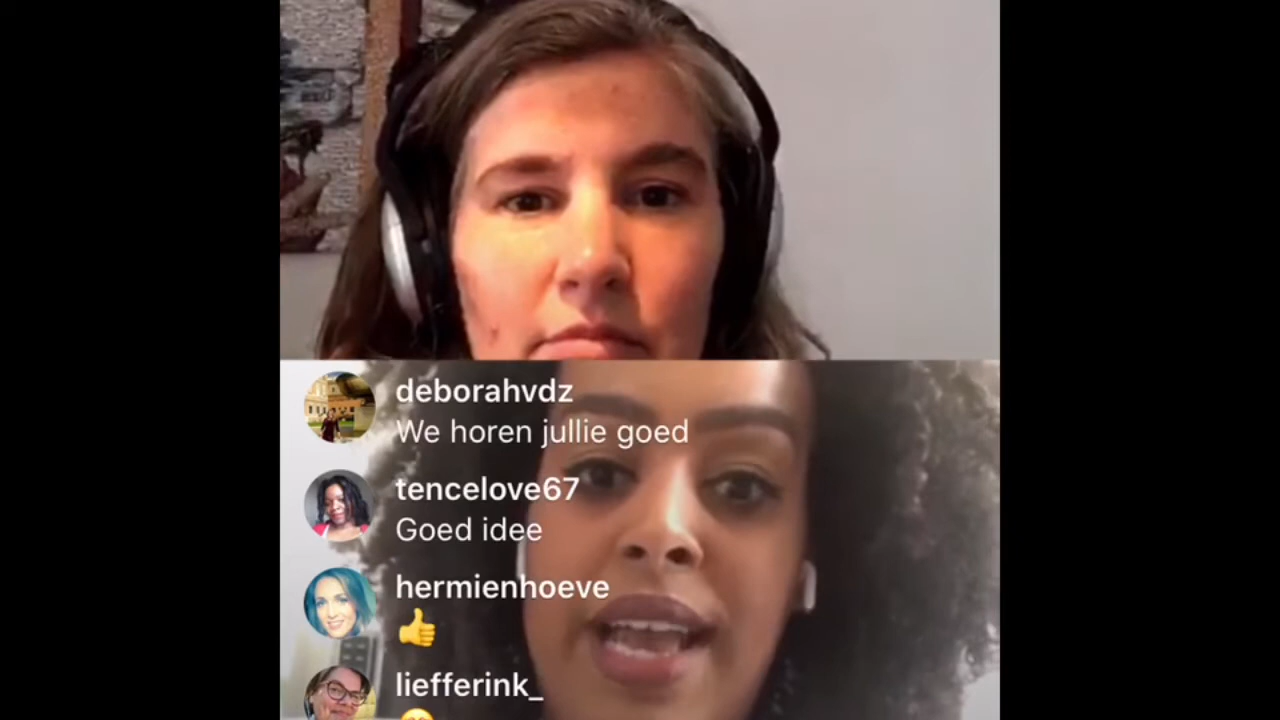 deborahvdz
We horen jullie goed
tencelove67
Goed idee
hermienhoeve
👍
liefferink_